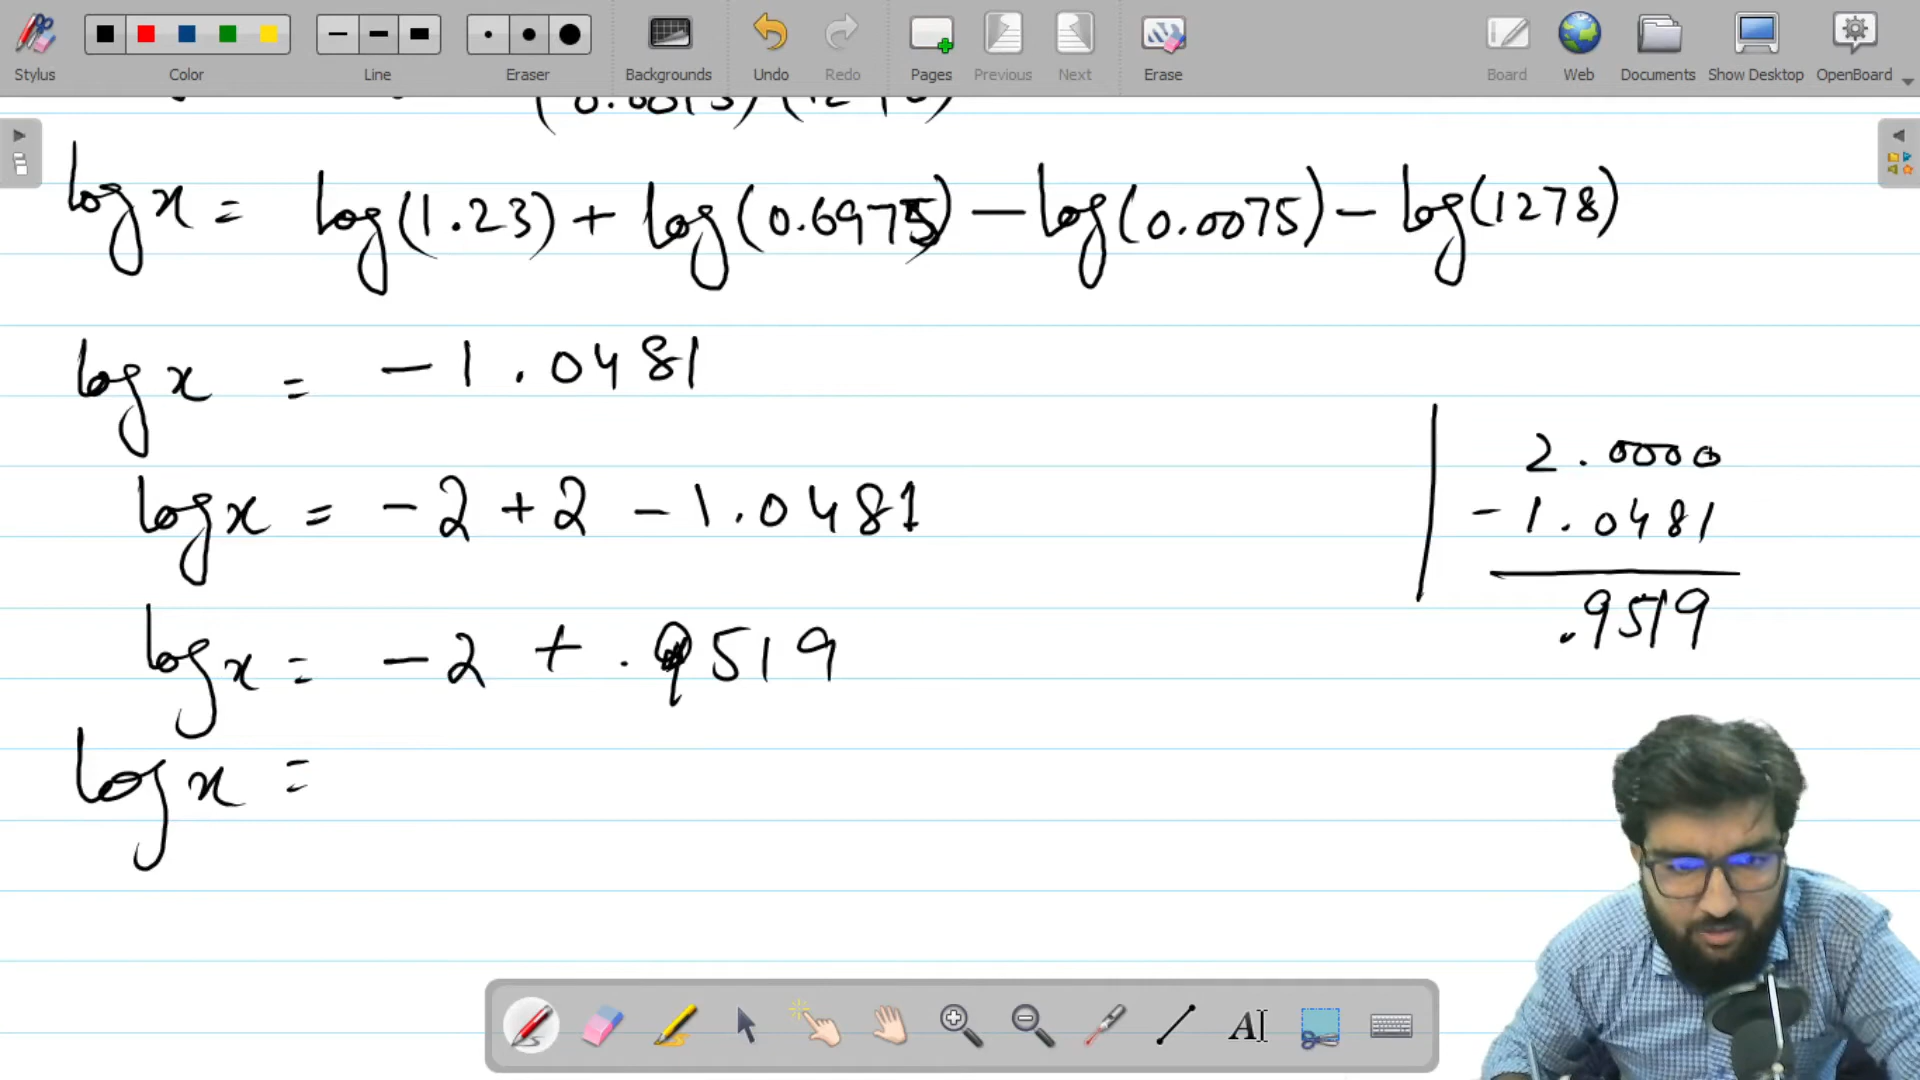 Stylus Color Line Eraser Backgrounds Undo Redo Pages Previous Next Erase Board Web Documents Show Desktop OpenBoard
log x = log(1.23) + log(0.6975) - log(0.0075) - log(1278)
log x = - 1.0481
2.0000
log x = -2 +2 - 1.0481
- 1.0481
.9519
log x = -2 + .9519
log x =